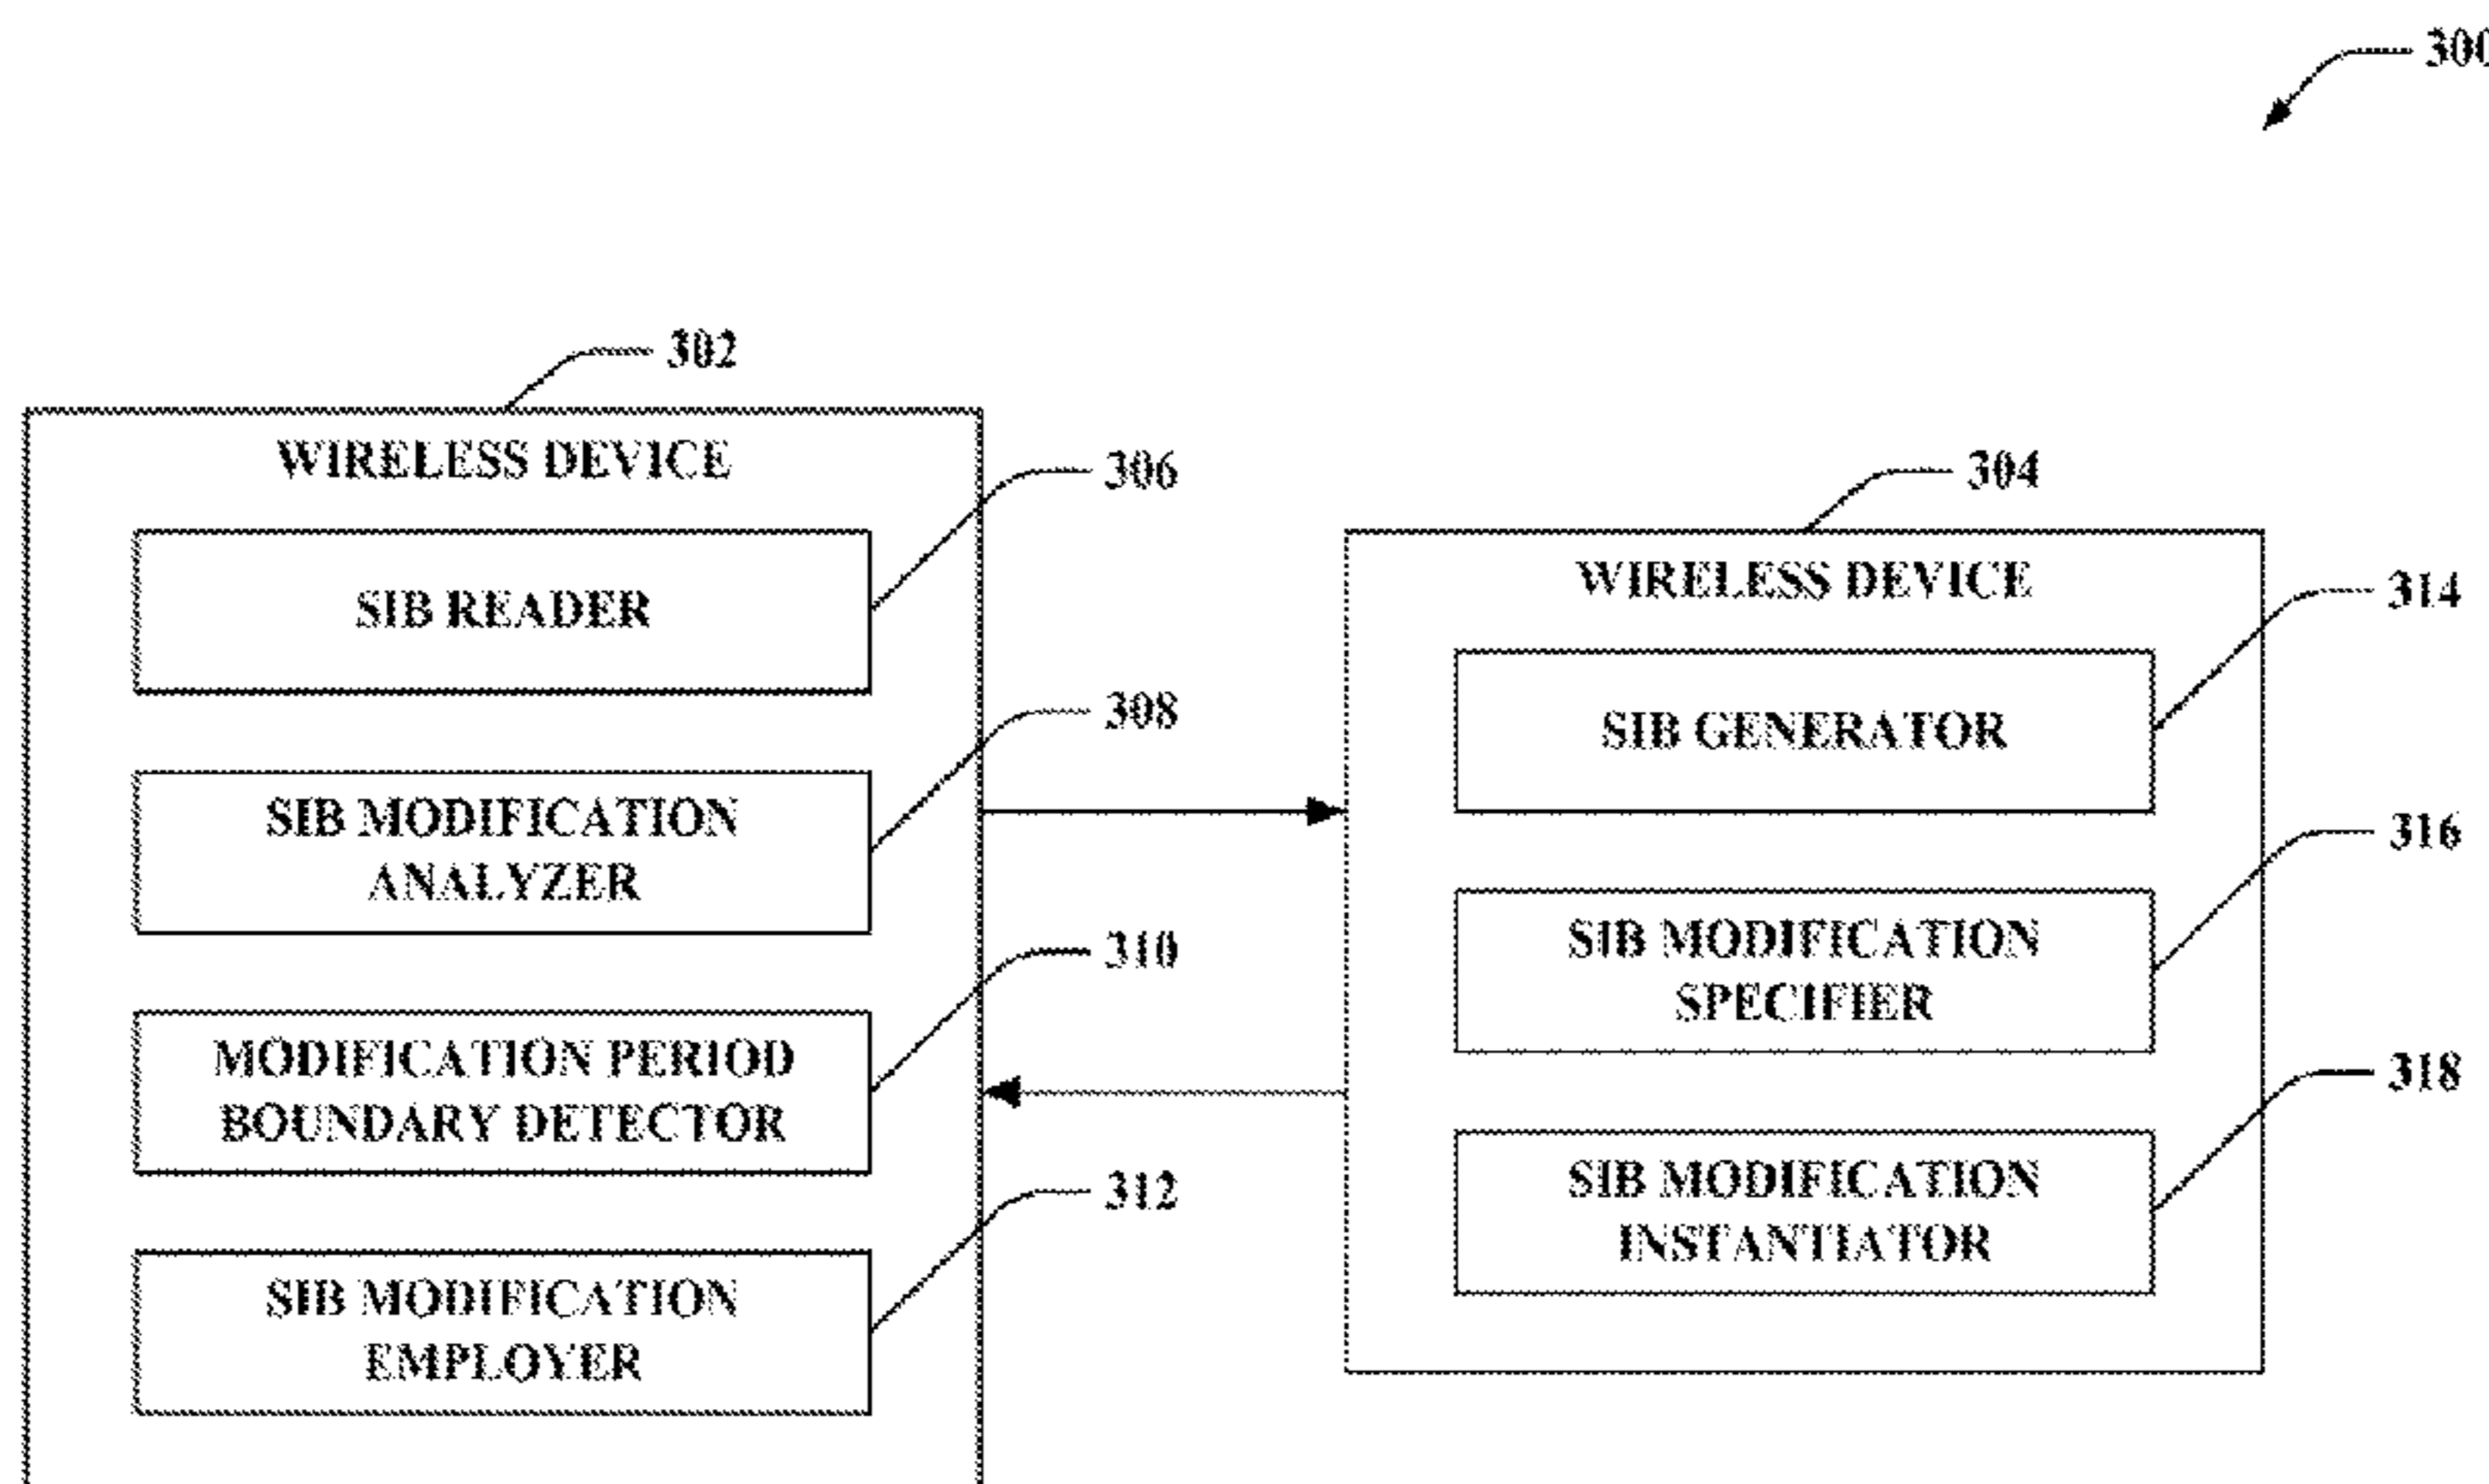 300
302
WIRELESS DEVICE
306
304
SIB READER
WIRELESS DEVICE
314
308
SIB GENERATOR
SIB MODIFICATION
ANALYZER
316
310
SIB MODIFICATION
SPECIFIER
MODIFICATION PERIOD
BOUNDARY DETECTOR
318
312
SIB MODIFICATION
INSTANTIATOR
SIB MODIFICATION
EMPLOYER